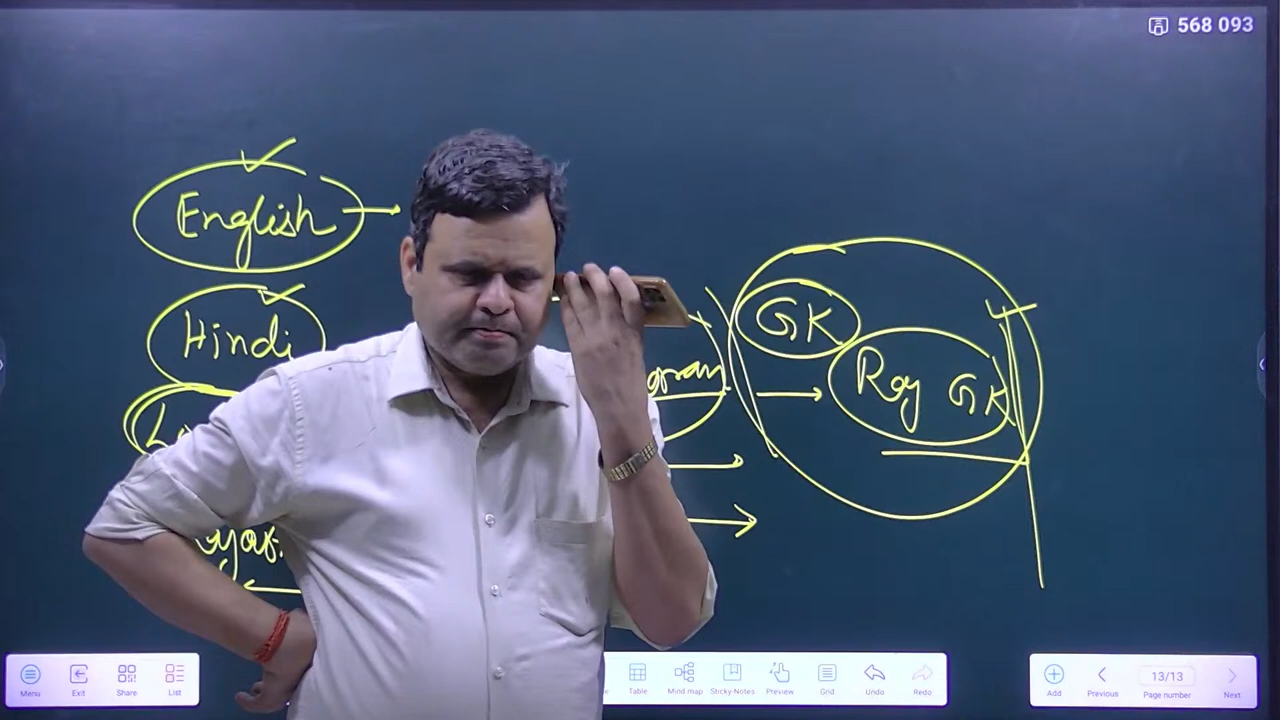 568 093
English
Hindi
GK
Roy GK
Menu
Exit
Share
List
Table
Mind map
Sticky-Notes
Preview
Grid
Undo
Redo
Add
Previous
13/13
Page number
Next